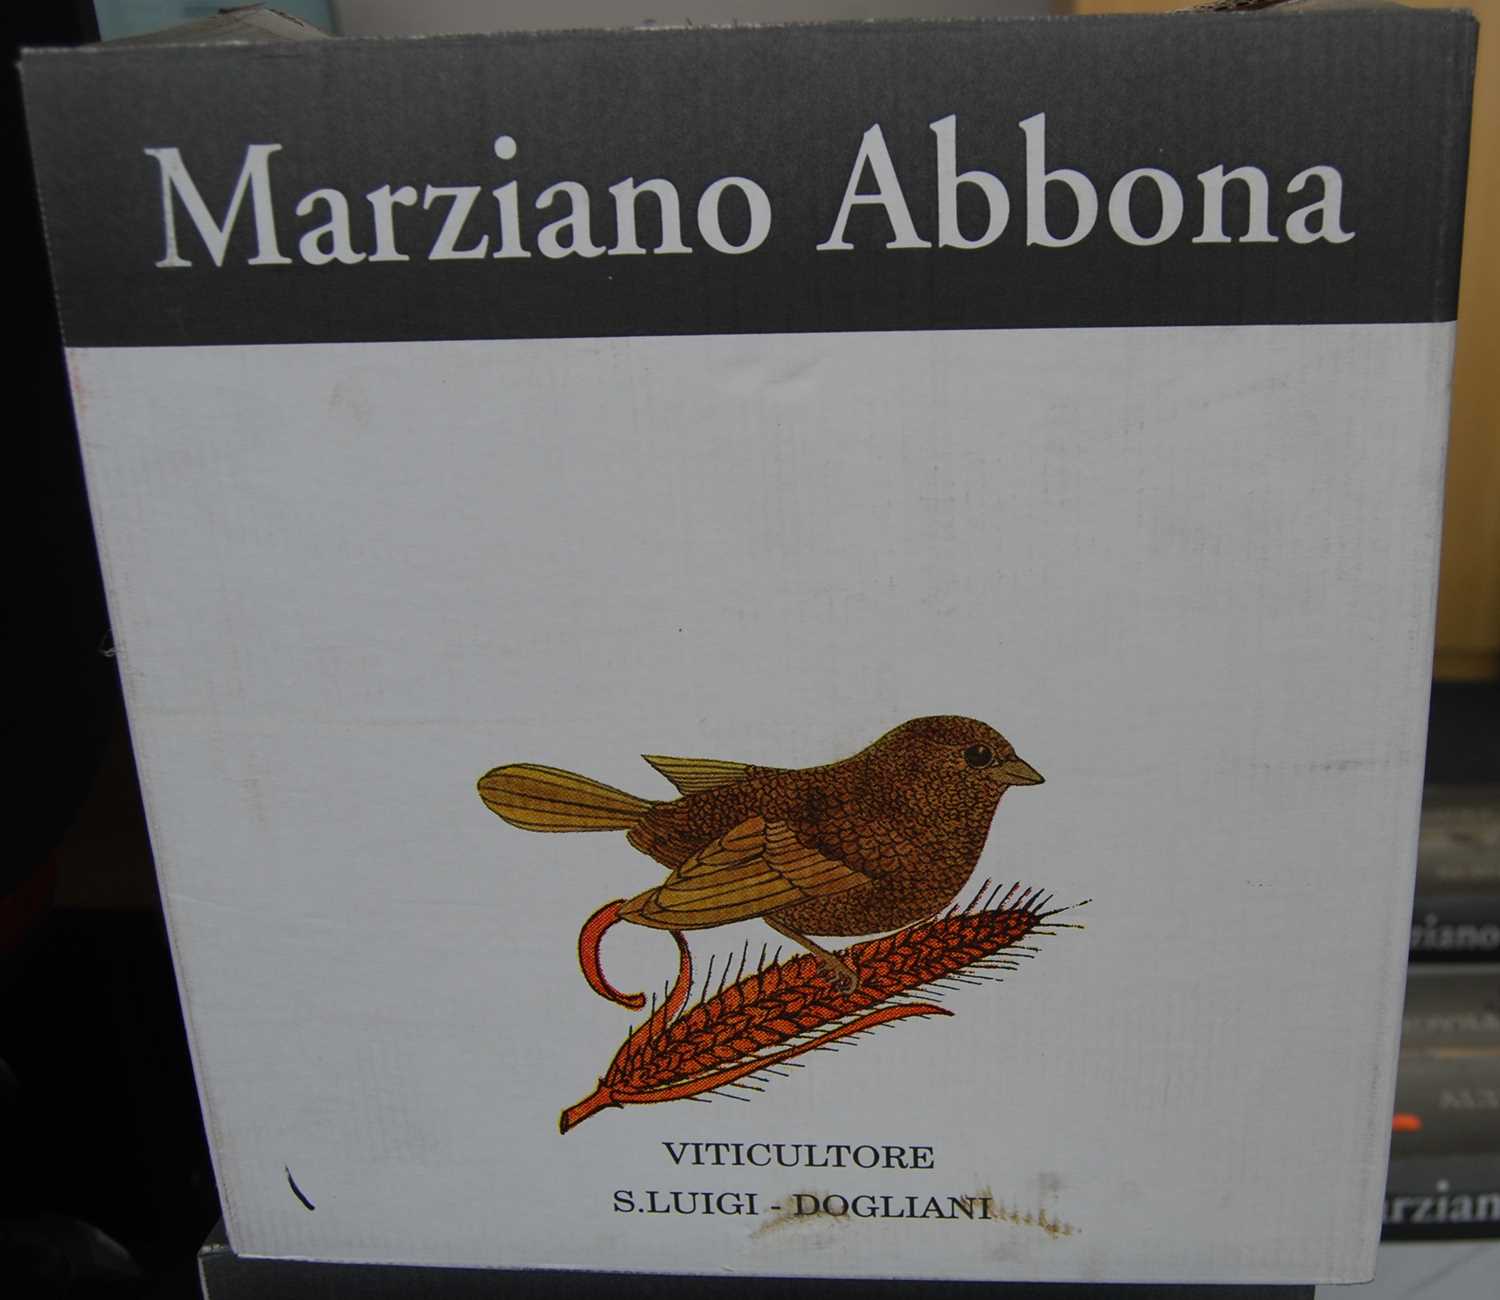 Marziano Abbona
VITICULTORE
S.LUIGI - DOGLIANI